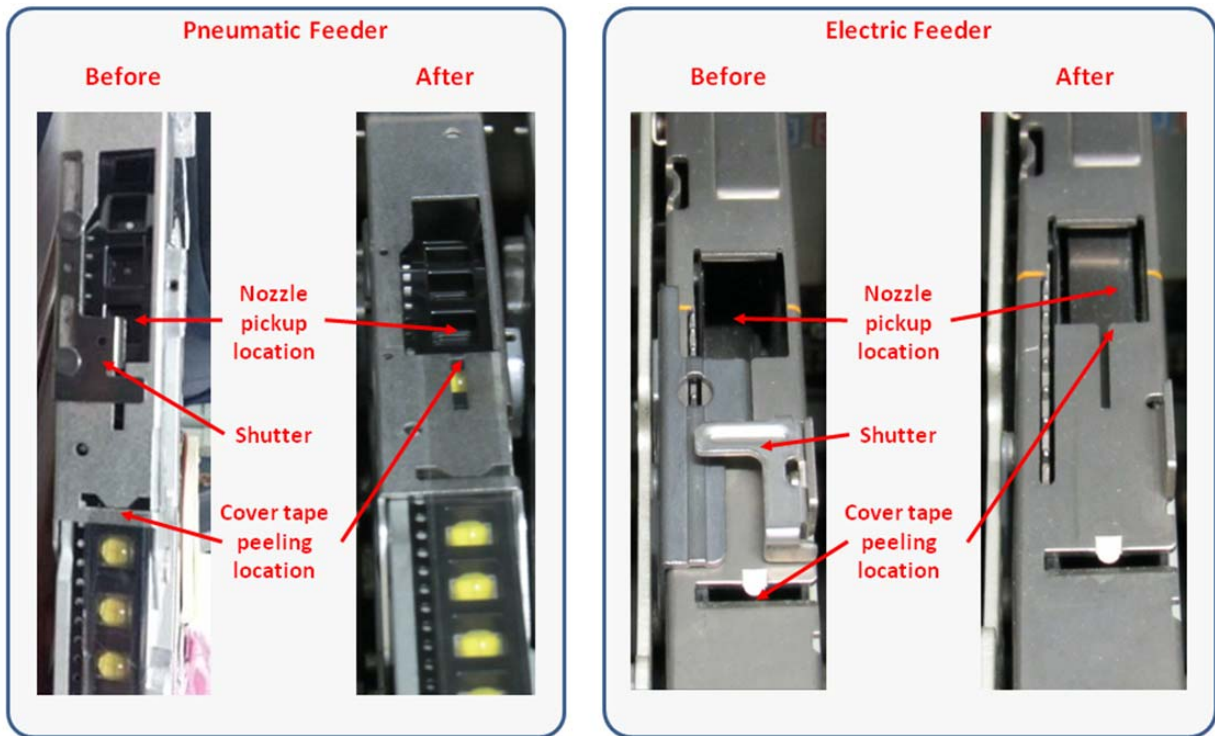 Pneumatic Feeder
Before
After
Nozzle
pickup
location
Shutter
Cover tape
peeling
location
Electric Feeder
Before
After
Nozzle
pickup
location
Shutter
Cover tape
peeling
location